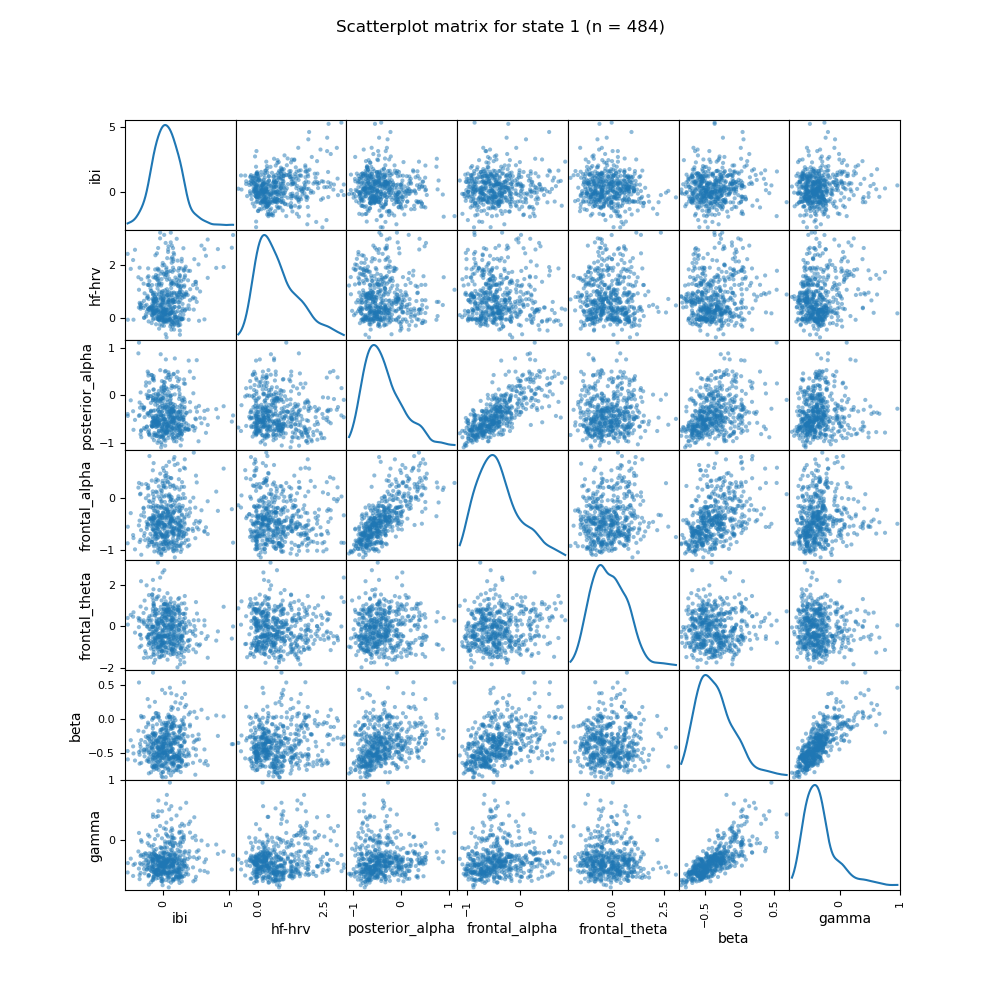 Scatterplot matrix for state 1 (n = 484)
ibi
5
0
hf-hrv
2
0
posterior_alpha
1
0
−1
frontal_alpha
0
−1
frontal_theta
2
0
−2
beta
0.5
0.0
−0.5
gamma
1
0
0 5 0.0 2.5 −1 0 1 −1 0 0.0 2.5 −0.5 0.0 0.5 0 1
ibi hf-hrv posterior_alpha frontal_alpha frontal_theta beta gamma